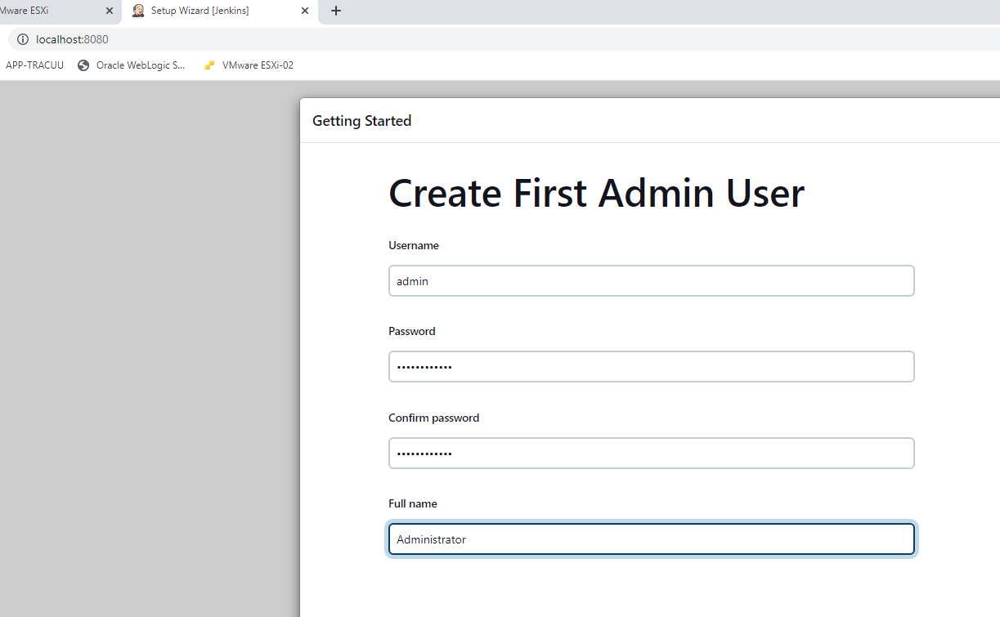 Mware ESXi
Setup Wizard [Jenkins]
localhost:8080
APP-TRACUU Oracle WebLogic S... VMware ESXi-02
Getting Started
Create First Admin User
Username
admin
Password
••••••••••••
Confirm password
••••••••••••
Full name
Administrator